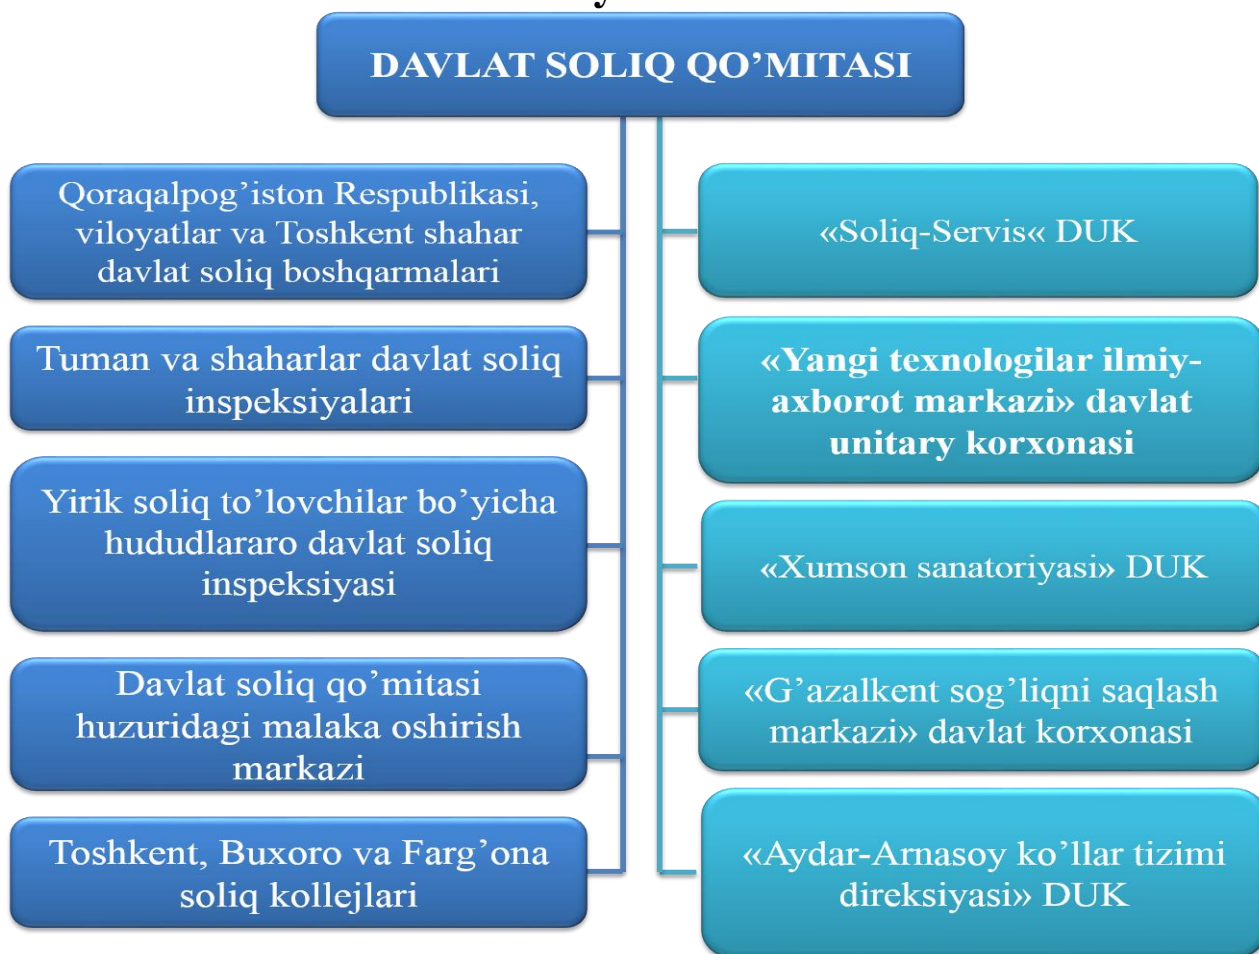 DAVLAT SOLIQ QO’MITASI
Qoraqalpog’iston Respublikasi,
viloyatlar va Toshkent shahar
davlat soliq boshqarmalari
Tuman va shaharlar davlat soliq
inspeksiyalari
Yirik soliq to’lovchilar bo’yicha
hududlararo davlat soliq
inspeksiyasi
Davlat soliq qo’mitasi
huzuridagi malaka oshirish
markazi
Toshkent, Buxoro va Farg’ona
soliq kollejlari
«Soliq-Servis« DUK
«Yangi texnologilar ilmiy-
axborot markazi» davlat
unitary korxonasi
«Xumson sanatoriyasi» DUK
«G’azalkent sog’liqni saqlash
markazi» davlat korxonasi
«Aydar-Arnasoy ko’llar tizimi
direksiyasi» DUK